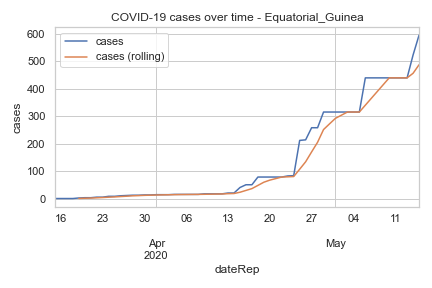 COVID-19 cases over time - Equatorial_Guinea
cases
cases (rolling)
600
500
400
300
200
100
0
cases
16 23 30 06 13 20 27 04 11
Apr May
2020
dateRep